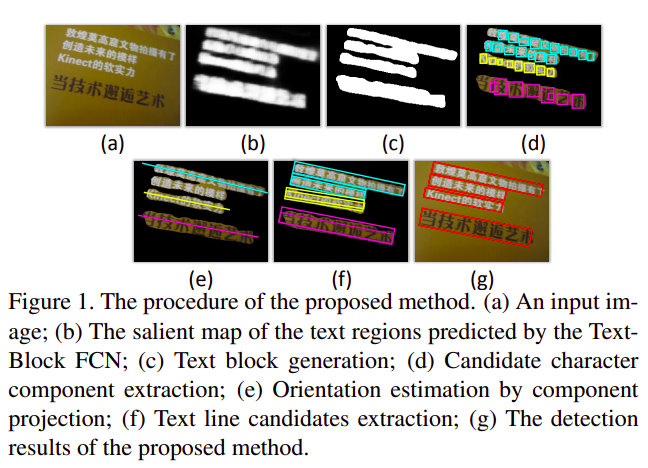 敦煌莫高窟文物拍摄有了
创造未来的模样
Kinect的软实力
当技术邂逅艺术
(a)
(b)
(c)
(d)
(e)
(f)
(g)
Figure 1. The procedure of the proposed method. (a) An input im-
age; (b) The salient map of the text regions predicted by the Text-
Block FCN; (c) Text block generation; (d) Candidate character
component extraction; (e) Orientation estimation by component
projection; (f) Text line candidates extraction; (g) The detection
results of the proposed method.